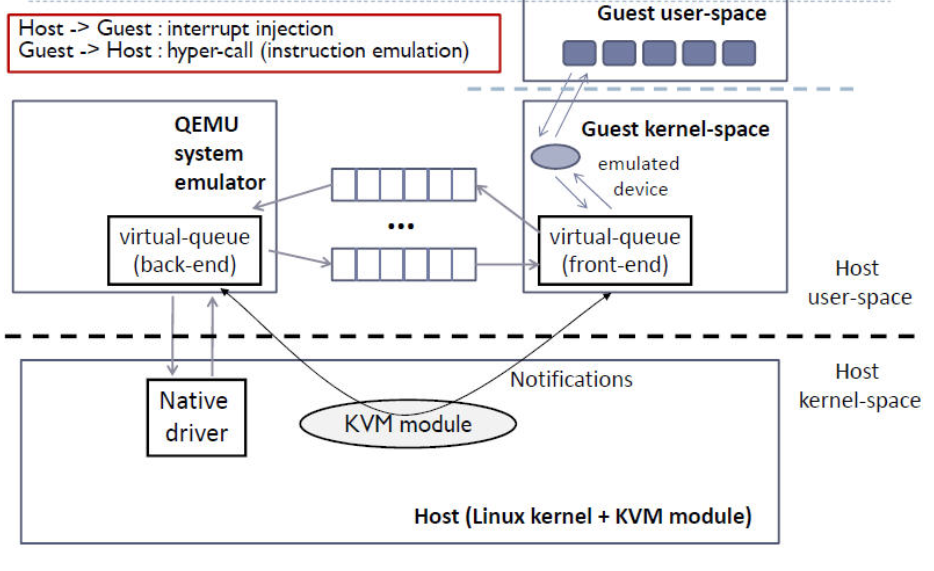 Host -> Guest : interrupt injection
Guest -> Host : hyper-call (instruction emulation)
Guest user-space
QEMU
system
emulator
Guest kernel-space
emulated
device
...
virtual-queue
(back-end)
virtual-queue
(front-end)
Host
user-space
Notifications
Host
kernel-space
Native
driver
KVM module
Host (Linux kernel + KVM module)